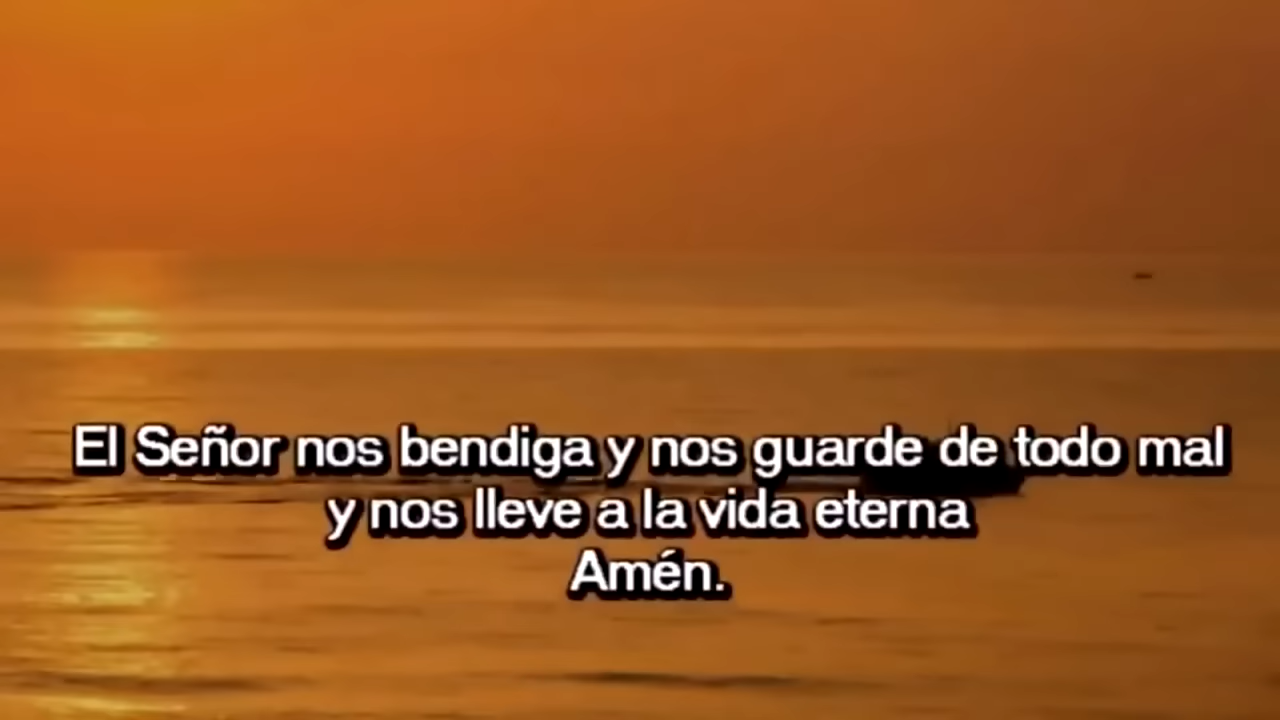 El Señor nos bendiga y nos guarde de todo mal
y nos lleve a la vida eterna
Amén.